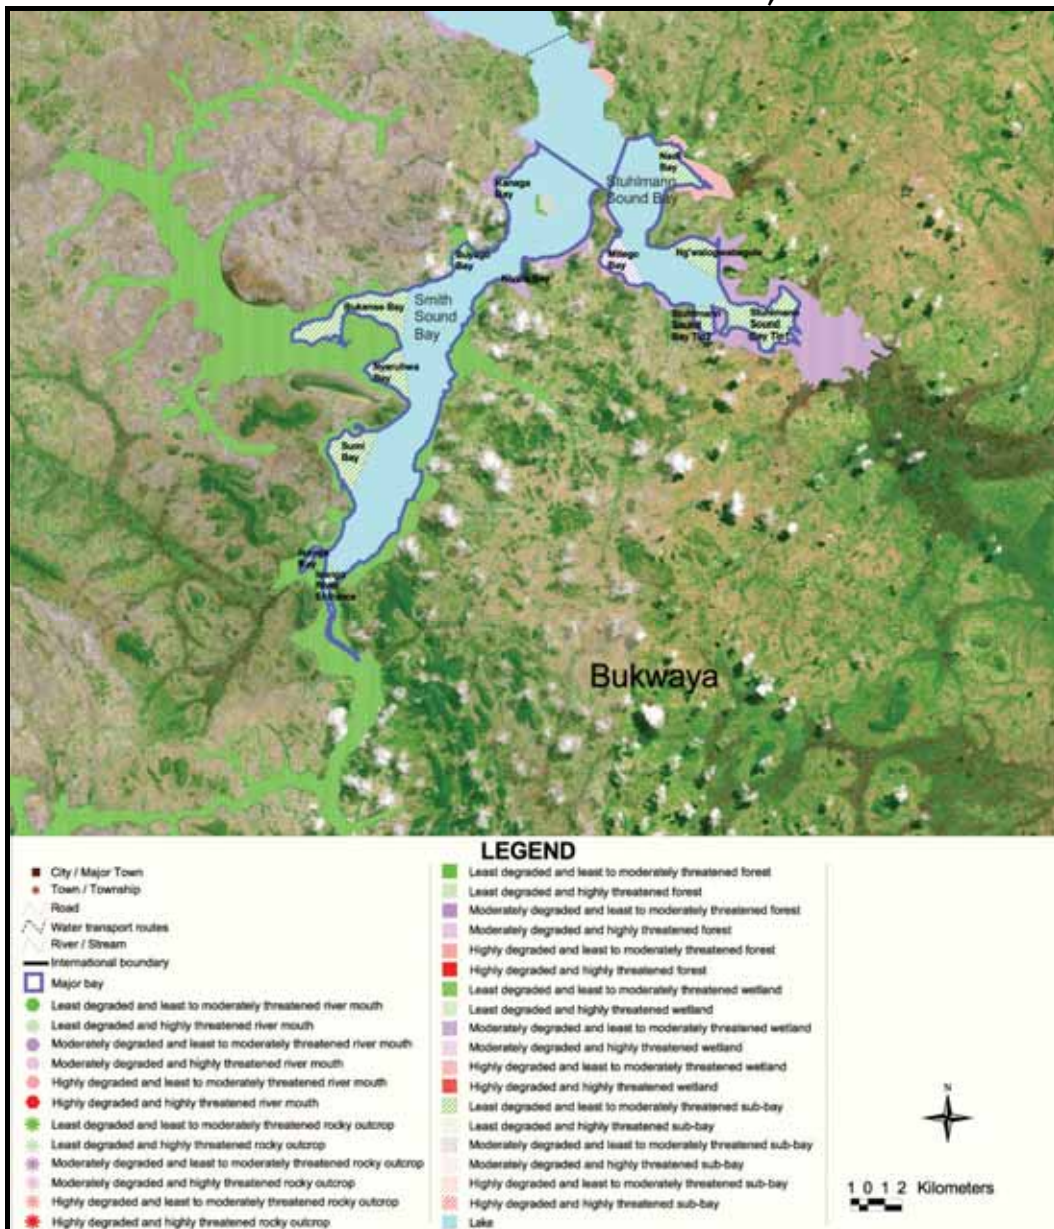 Nadi
Bay
Kanaga
Bay
Stuhlmann
Sound Bay
Buyago
Bay
Bay
Smith
Sound
Bay
Bukanse Bay
Stuhlmann
Sound
Bay
Stuhlmann
Sound
Bay
Nyaruhwa
Bay
Sunni
Bay
Bay
Bukwaya
LEGEND
City / Major Town
Town / Township
Road
Water transport routes
River / Stream
International boundary
Major bay
Least degraded and least to moderately threatened river mouth
Least degraded and highly threatened river mouth
Moderately degraded and least to moderately threatened river mouth
Moderately degraded and highly threatened river mouth
Highly degraded and least to moderately threatened river mouth
Highly degraded and highly threatened river mouth
Least degraded and least to moderately threatened rocky outcrop
Least degraded and highly threatened rocky outcrop
Moderately degraded and least to moderately threatened rocky outcrop
Moderately degraded and highly threatened rocky outcrop
Highly degraded and least to moderately threatened rocky outcrop
Highly degraded and highly threatened rocky outcrop
Least degraded and least to moderately threatened forest
Least degraded and highly threatened forest
Moderately degraded and least to moderately threatened forest
Moderately degraded and highly threatened forest
Highly degraded and least to moderately threatened forest
Highly degraded and highly threatened forest
Least degraded and least to moderately threatened wetland
Least degraded and highly threatened wetland
Moderately degraded and least to moderately threatened wetland
Moderately degraded and highly threatened wetland
Highly degraded and least to moderately threatened wetland
Highly degraded and highly threatened wetland
Least degraded and least to moderately threatened sub-bay
Least degraded and highly threatened sub-bay
Moderately degraded and least to moderately threatened sub-bay
Moderately degraded and highly threatened sub-bay
Highly degraded and least to moderately threatened sub-bay
Highly degraded and highly threatened sub-bay
Lake
N
1 0 1 2 Kilometers